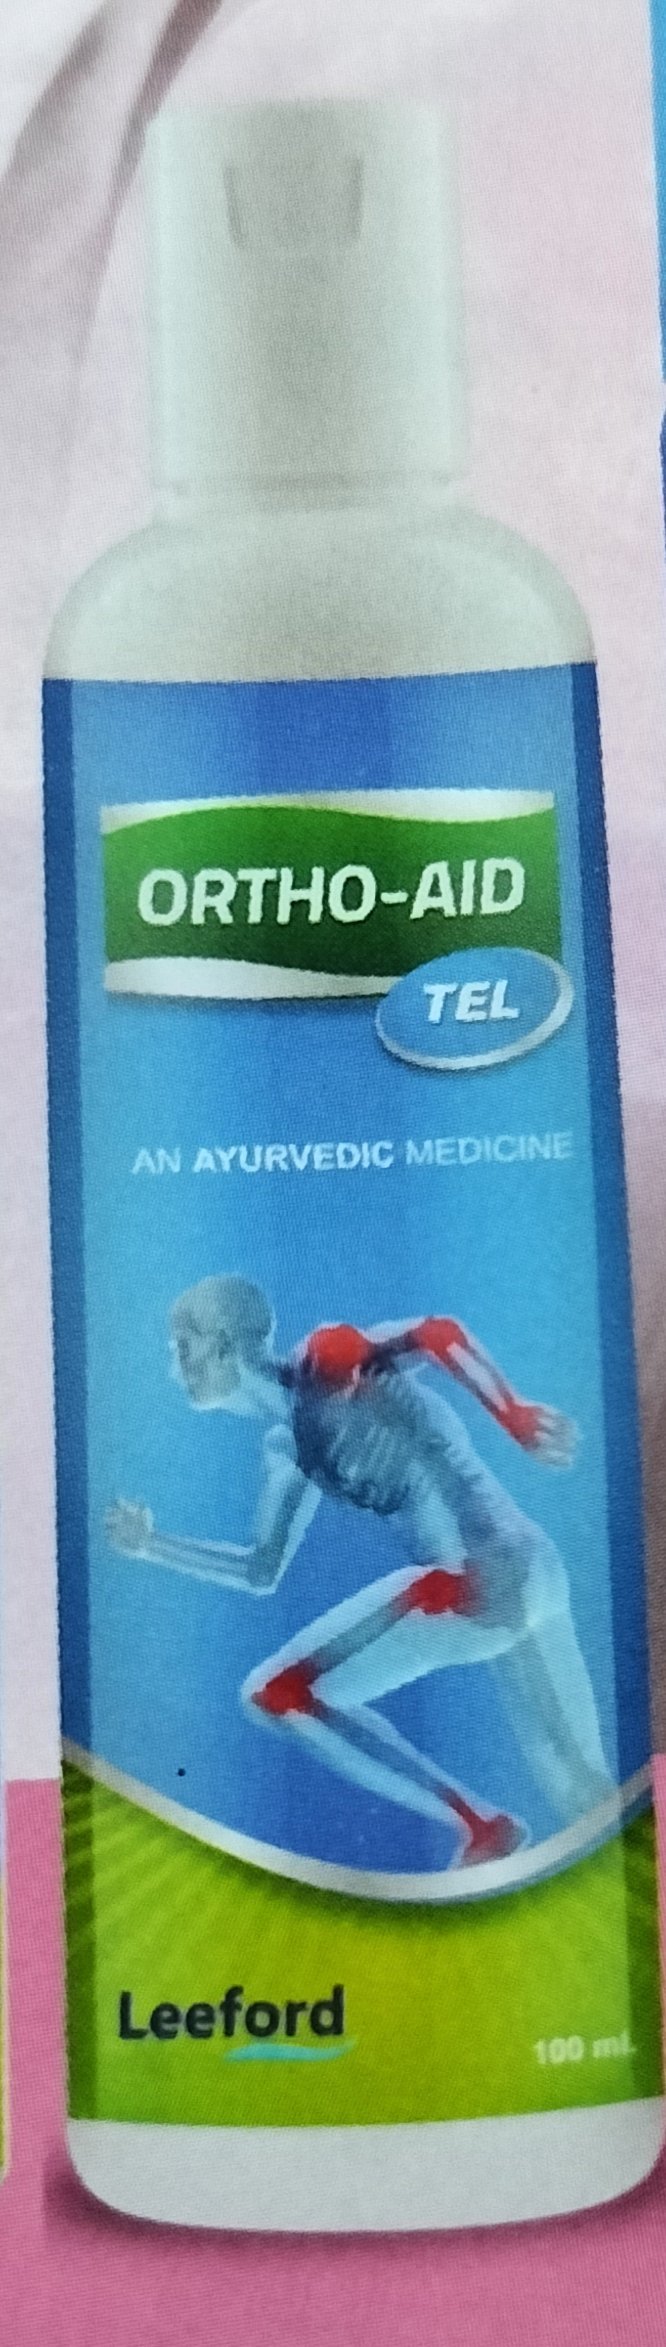 ORTHO-AID
TEL
AN AYURVEDIC MEDICINE
Leeford
100 mL